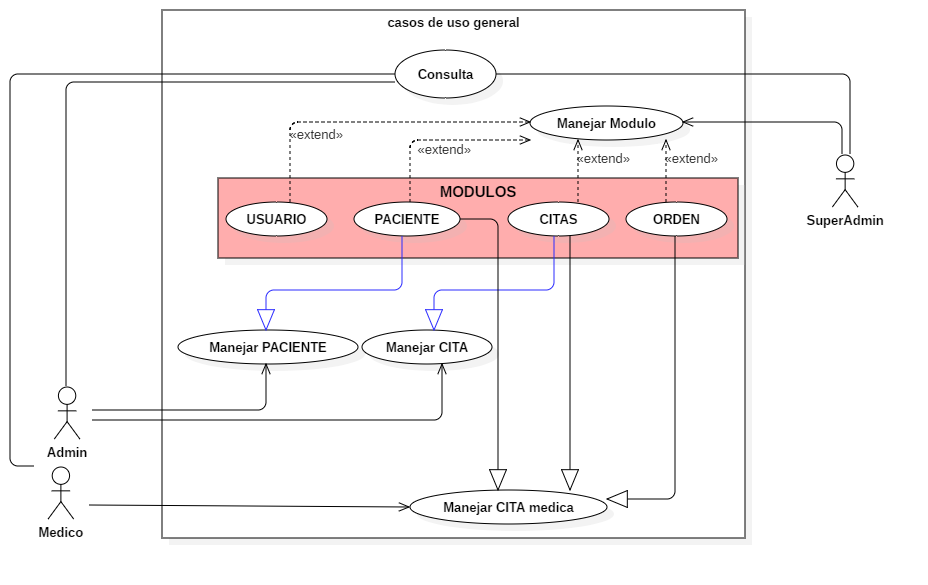 casos de uso general
Consulta
Manejar Modulo
«extend»
«extend»
«extend»
«extend»
MODULOS
USUARIO
PACIENTE
CITAS
ORDEN
SuperAdmin
Manejar PACIENTE
Manejar CITA
Admin
Manejar CITA medica
Medico